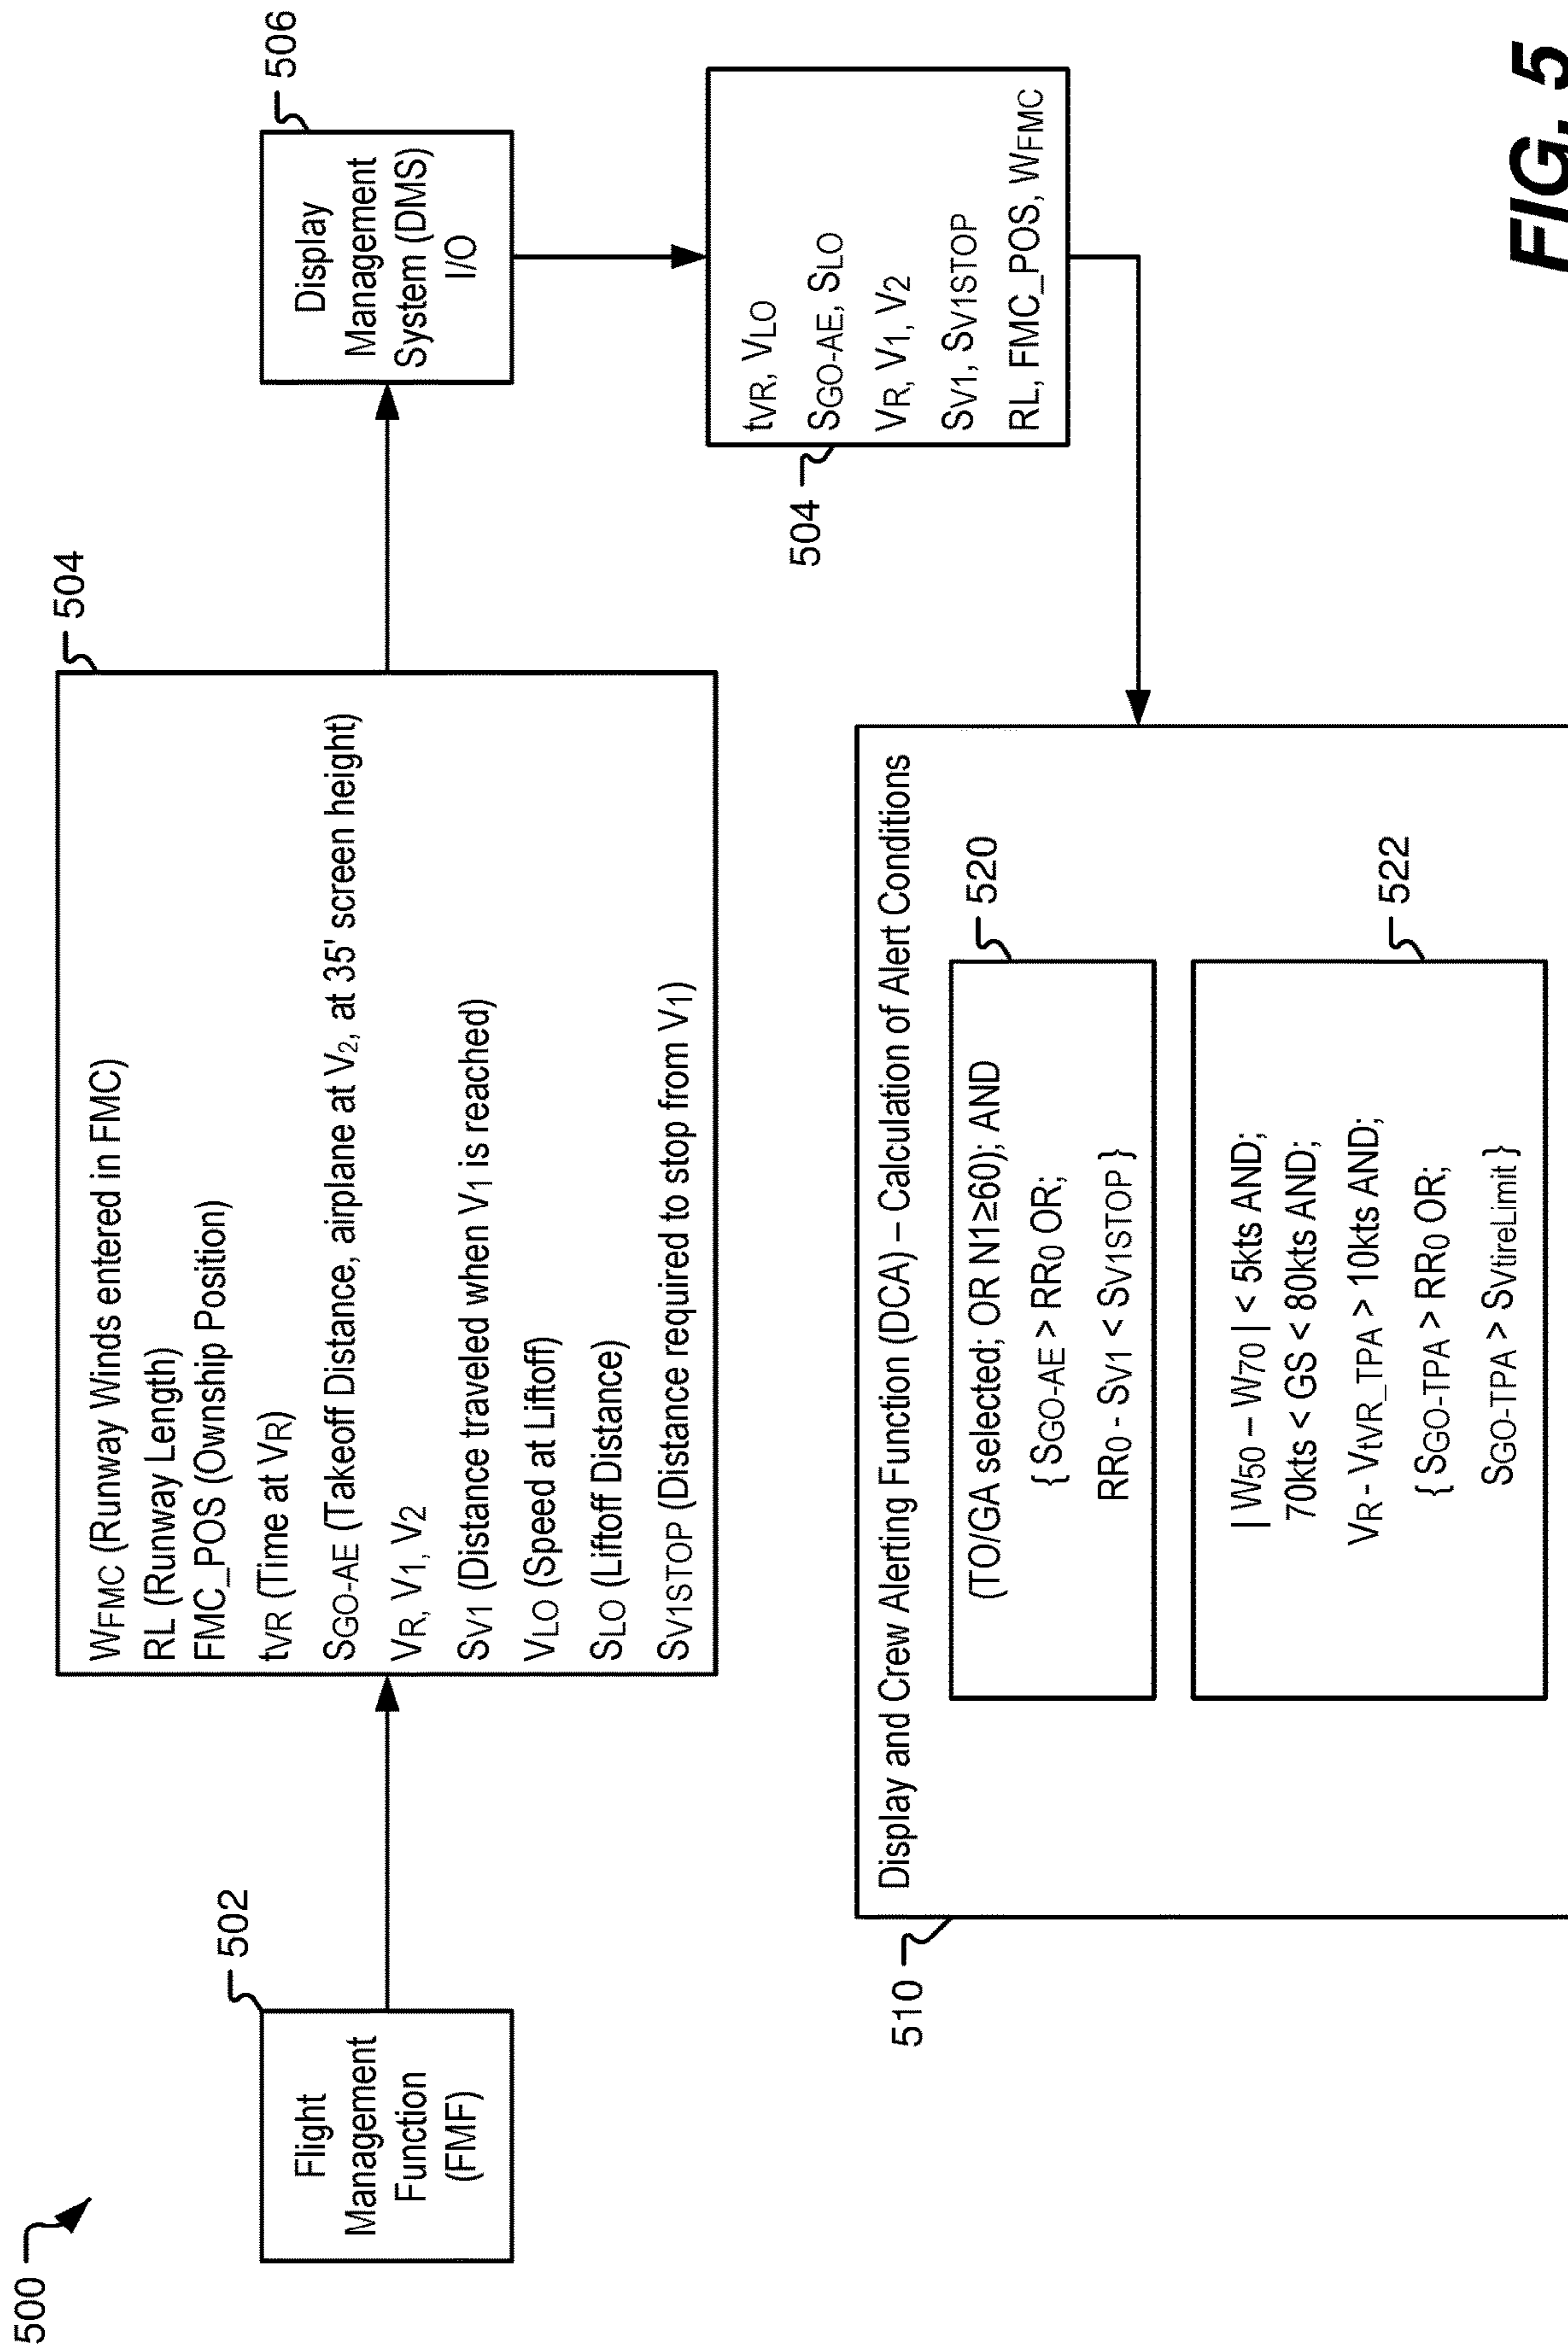 500
502
Flight
Management
Function
(FMF)
504
WFMC (Runway Winds entered in FMC)
RL (Runway Length)
FMC_POS (Ownship Position)
tVR (Time at VR)
SGO-AE (Takeoff Distance, airplane at V2, at 35' screen height)
VR, V1, V2
SV1 (Distance traveled when V1 is reached)
VLO (Speed at Liftoff)
SLO (Liftoff Distance)
SV1STOP (Distance required to stop from V1)
506
Display
Management
System (DMS)
I/O
504
tVR, VLO
SGO-AE, SLO
VR, V1, V2
SV1, SV1STOP
RL, FMC_POS, WFMC
510
Display and Crew Alerting Function (DCA) – Calculation of Alert Conditions
520
(TO/GA selected; OR N1≥60); AND
{ SGO-AE > RR0 OR;
RR0 - SV1 < SV1STOP }
522
| W50 – W70 | < 5kts AND;
70kts < GS < 80kts AND;
VR - VtVR_TPA > 10kts AND;
{ SGO-TPA > RR0 OR;
SGO-TPA > SVtireLimit }
FIG. 5